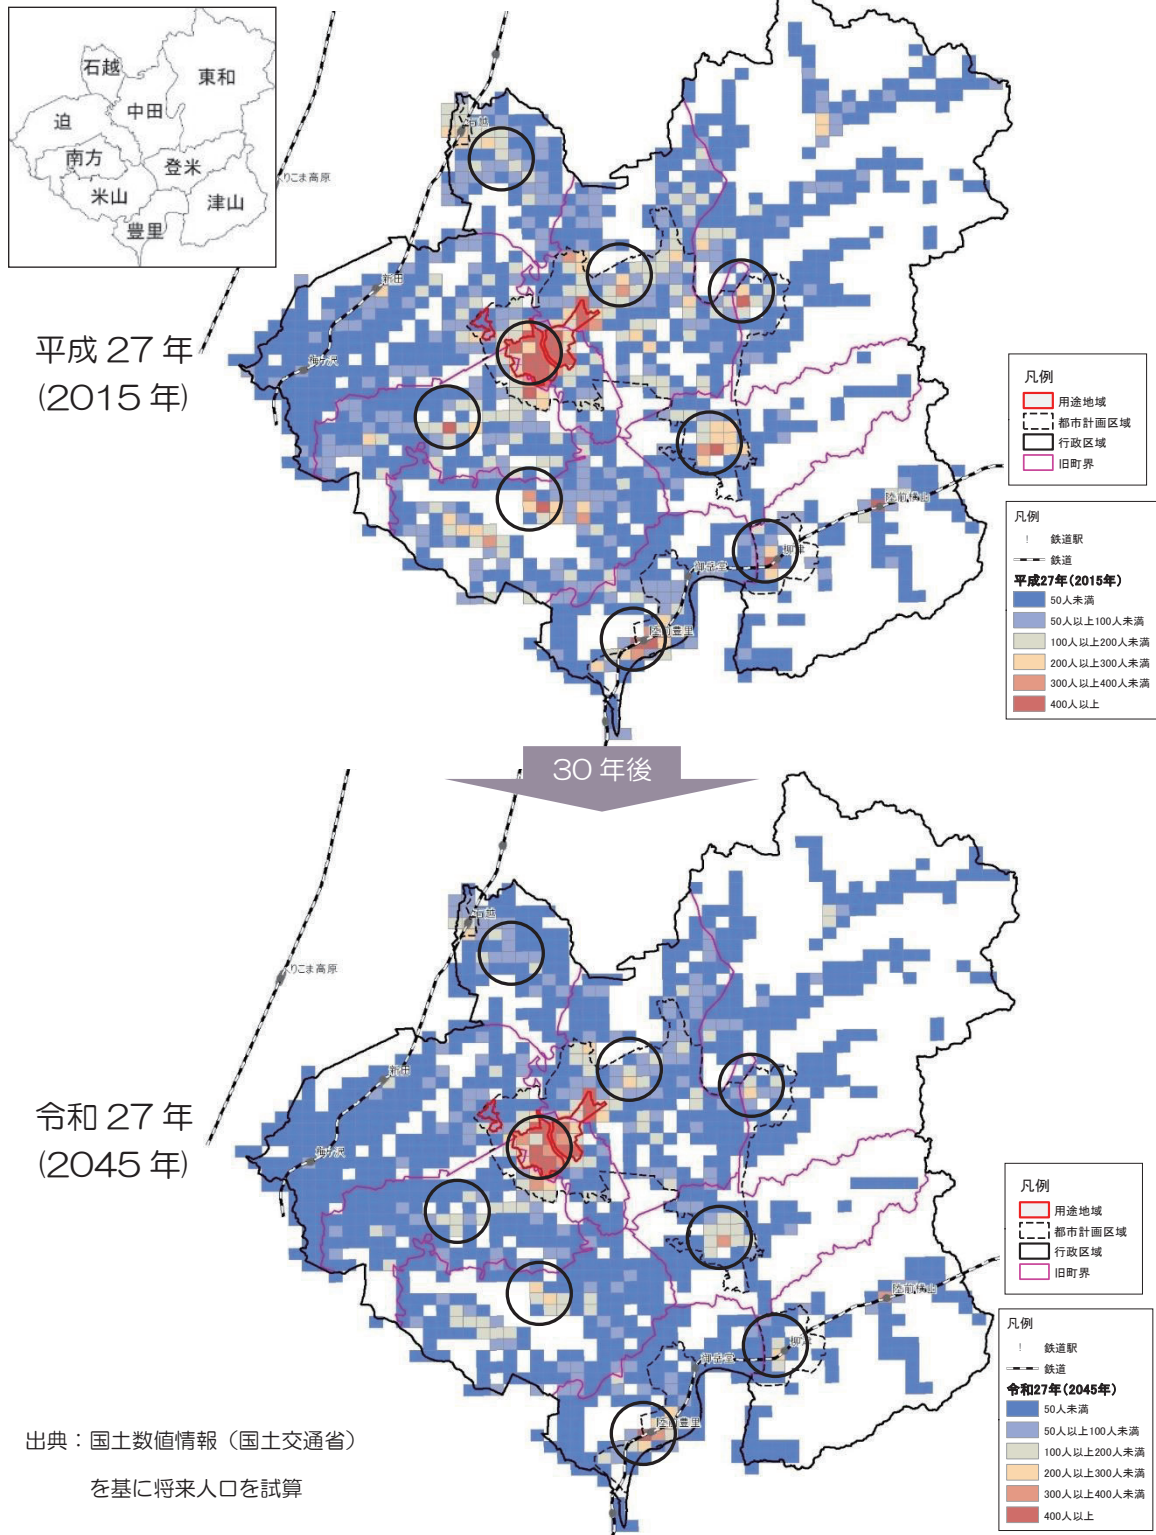 石越
東和
中田
迫
南方
登米
米山
津山
豊里
くりこま高原
石越
新田
梅ケ沢
平成 27 年
(2015 年)
凡例
用途地域
都市計画区域
行政区域
旧町界
陸前横山
柳津
御岳堂
陸前豊里
凡例
鉄道駅
鉄道
平成27年(2015年)
50人未満
50人以上100人未満
100人以上200人未満
200人以上300人未満
300人以上400人未満
400人以上
30 年後
石越
くりこま高原
新田
梅ケ沢
令和 27 年
(2045 年)
凡例
用途地域
都市計画区域
行政区域
旧町界
陸前横山
柳津
御岳堂
陸前豊里
凡例
鉄道駅
鉄道
令和27年(2045年)
50人未満
50人以上100人未満
100人以上200人未満
200人以上300人未満
300人以上400人未満
400人以上
出典：国土数値情報（国土交通省）
を基に将来人口を試算